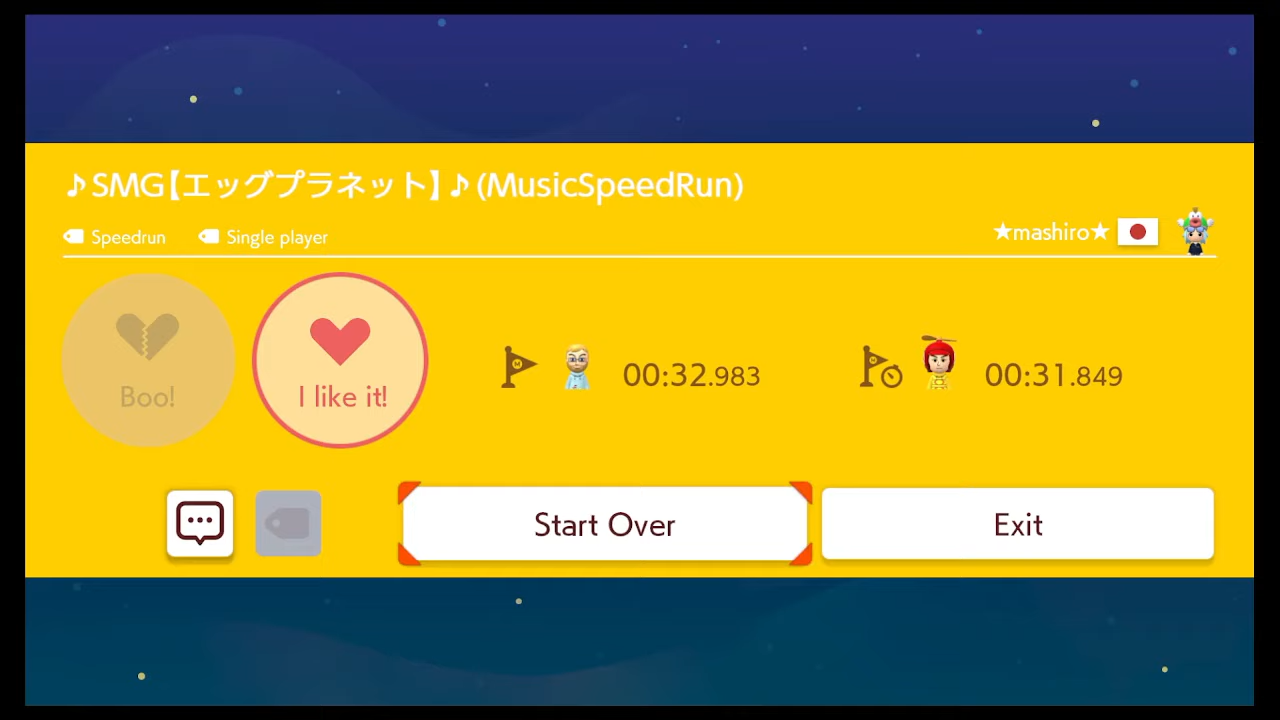 ♪SMG【エッグプラネット】♪(MusicSpeedRun)
Speedrun Single player
★mashiro★
Boo!
I like it!
00:32.983
00:31.849
Start Over
Exit